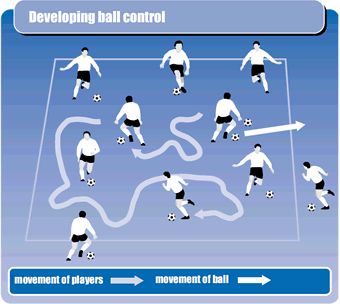 Developing ball control
movement of players movement of ball